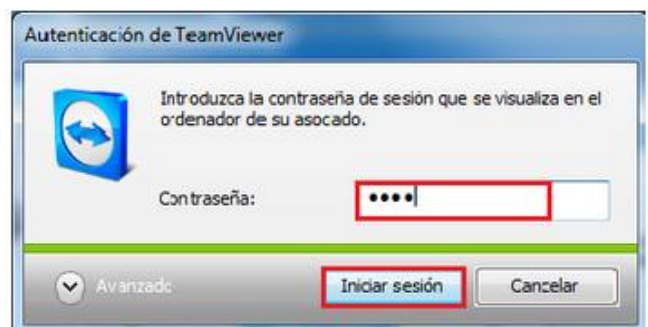 Autenticación de TeamViewer
Introduzca la contraseña de sesión que se visualiza en el
ordenador de su asocado.
Contraseña:
••••
Avanzado
Iniciar sesión
Cancelar